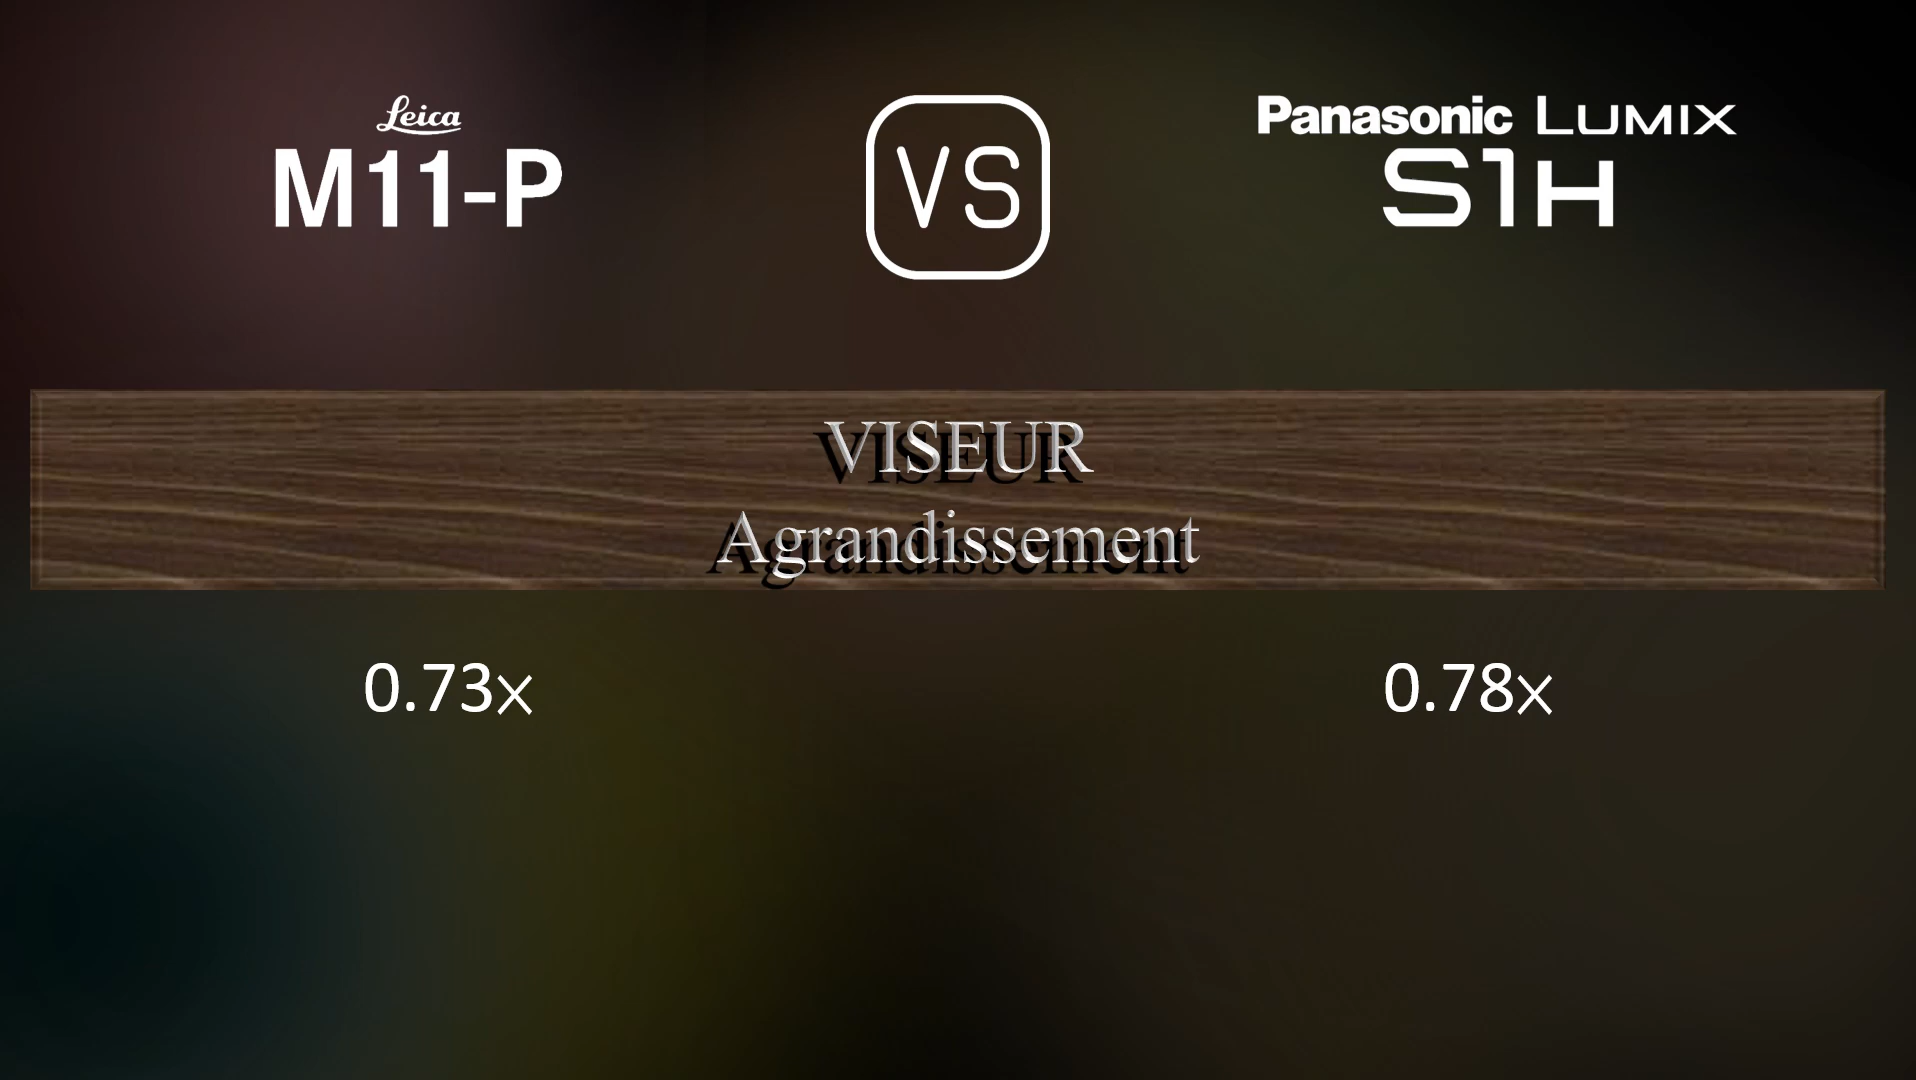 Leica
M11-P
VS
Panasonic LUMIX
S1H
VISEUR
Agrandissement
0.73x
0.78x